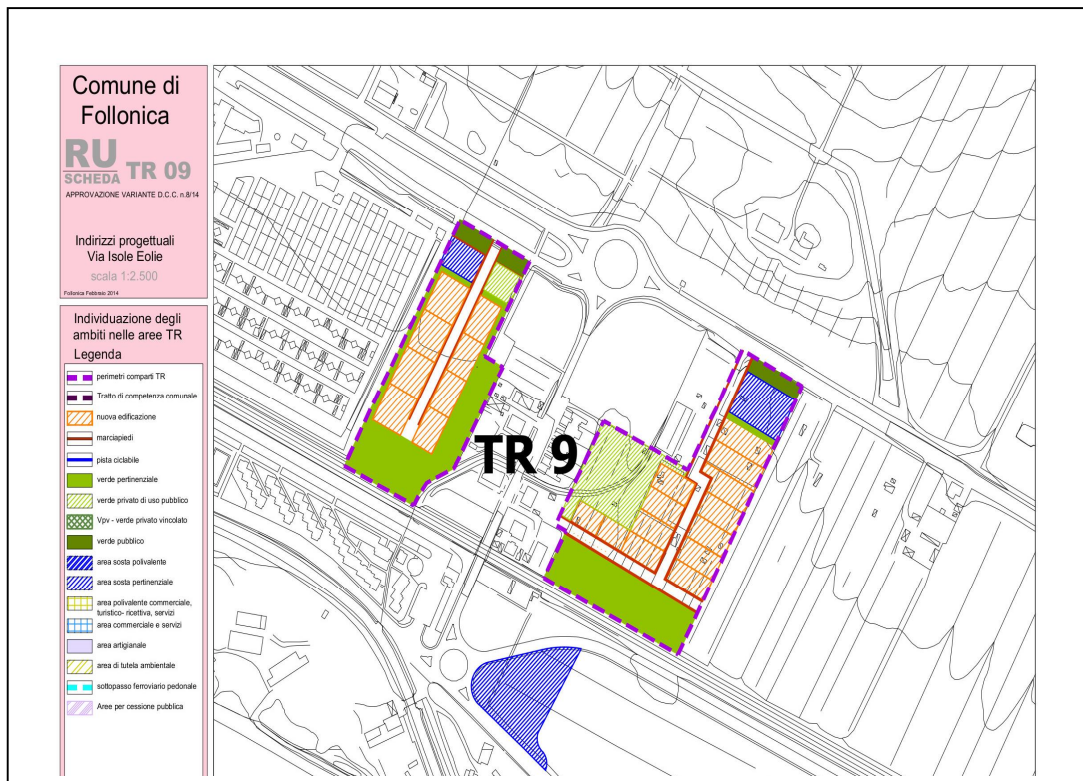 Comune di
Follonica
RU
SCHEDA TR 09
APPROVAZIONE VARIANTE D.C.C. n.8/14
Indirizzi progettuali
Via Isole Eolie
scala 1:2.500
Follonica Febbraio 2014
Individuazione degli
ambiti nelle aree TR
Legenda
perimetri comparti TR
Tratto di competenza comunale
nuova edificazione
marciapiedi
pista ciclabile
verde pertinenziale
verde privato di uso pubblico
Vpv - verde privato vincolato
verde pubblico
area sosta polivalente
area sosta pertinenziale
area polivalente commerciale,
turistico- ricettiva, servizi
area commerciale e servizi
area artigianale
area di tutela ambientale
sottopasso ferroviario pedonale
Aree per cessione pubblica
TR 9